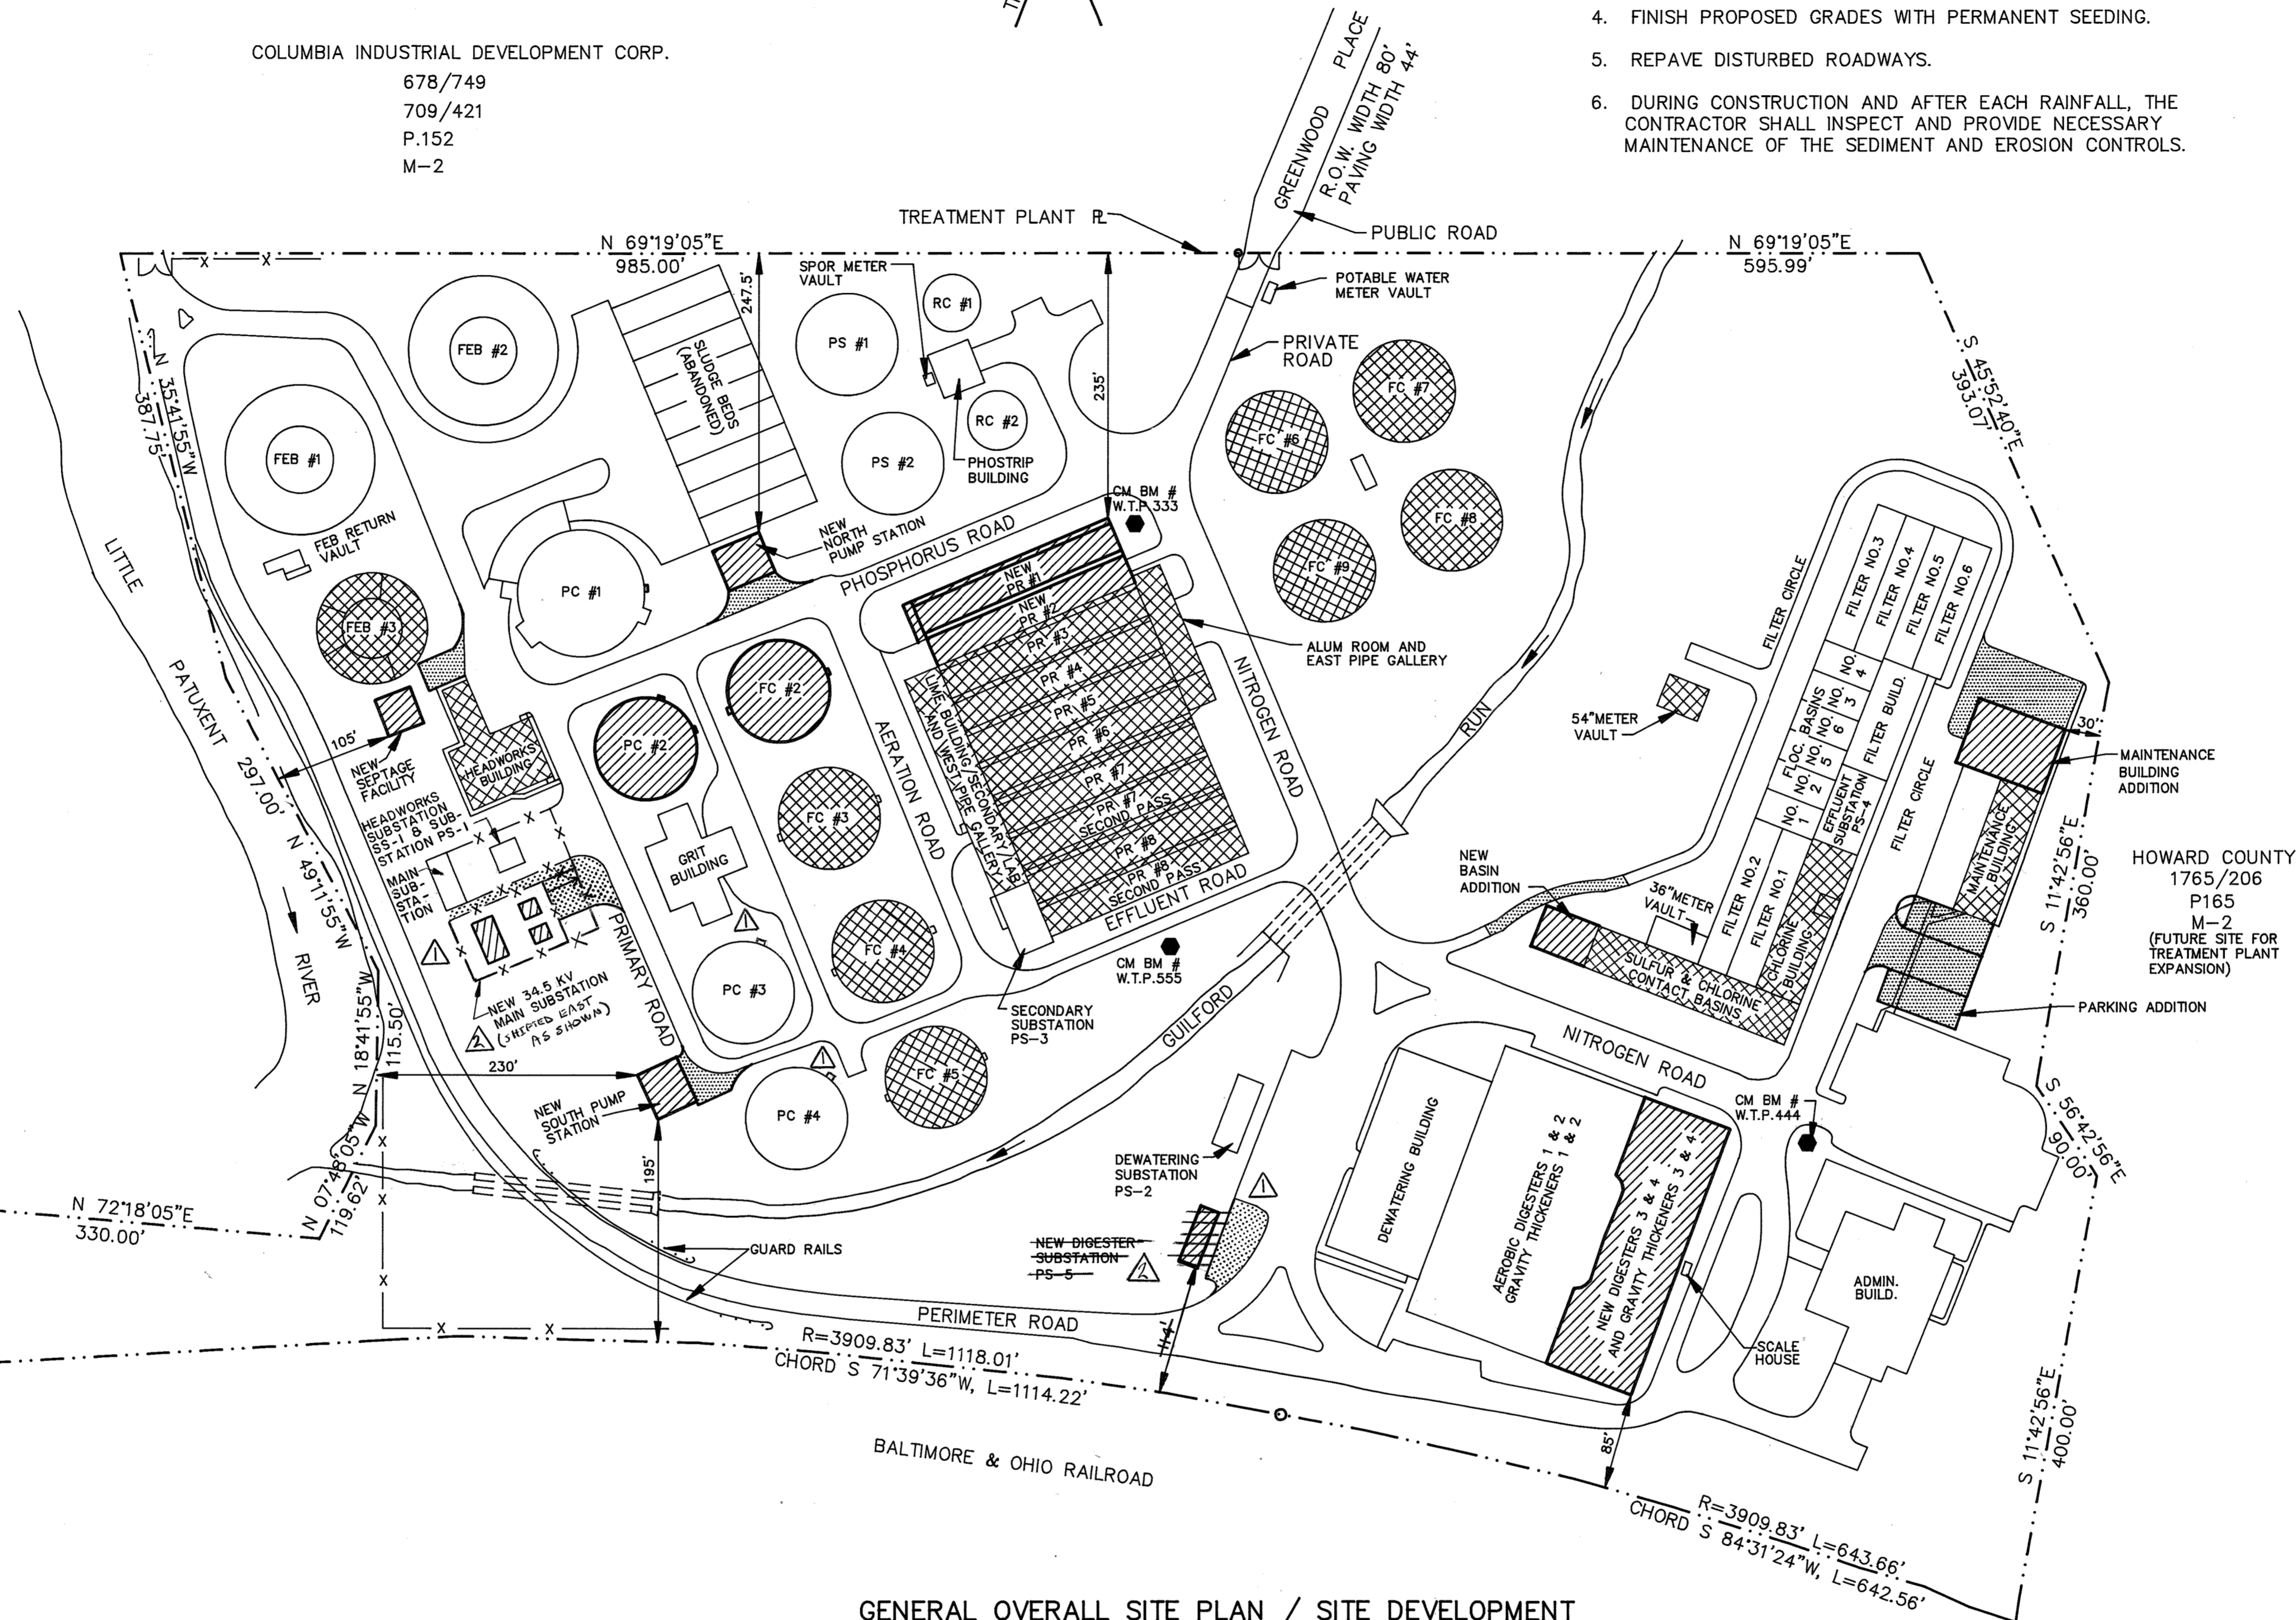 COLUMBIA INDUSTRIAL DEVELOPMENT CORP.
678/749
709/421
P.152
M-2
4. FINISH PROPOSED GRADES WITH PERMANENT SEEDING.
5. REPAVE DISTURBED ROADWAYS.
6. DURING CONSTRUCTION AND AFTER EACH RAINFALL, THE
CONTRACTOR SHALL INSPECT AND PROVIDE NECESSARY
MAINTENANCE OF THE SEDIMENT AND EROSION CONTROLS.
GREENWOOD PLACE
R.O.W. WIDTH 80'
PAVING WIDTH 44'
TREATMENT PLANT PL
PUBLIC ROAD
N 69°19'05"E
985.00'
N 69°19'05"E
595.99'
SPOR METER
VAULT
RC #1
POTABLE WATER
METER VAULT
247.5'
235'
FEB #2
PS #1
PRIVATE
ROAD
SLUDGE BEDS
(ABANDONED)
S 45°52'40"E
393.07'
N 35°41'55"W
387.75'
FC #7
RC #2
FC #6
FEB #1
PS #2
PHOSTRIP
BUILDING
CM BM #
W.T.P.333
FC #8
FEB RETURN
VAULT
NEW
NORTH
PUMP STATION
PHOSPHORUS ROAD
LITTLE
PATUXENT
RIVER
PC #1
FC #9
NEW
PR #1
NEW
PR #2
PR #3
PR #4
PR #5
PR #6
PR #7
PR #7
SECOND PASS
PR #8
PR #8
SECOND PASS
FEB #3
FILTER CIRCLE
FILTER NO.3
FILTER NO.4
FILTER NO.5
FILTER NO.6
ALUM ROOM AND
EAST PIPE GALLERY
NITROGEN ROAD
LIME BUILDING/SECONDARY/LAB
AND WEST PIPE GALLERY
FC #2
PC #2
AERATION ROAD
105'
NEW
SEPTAGE
FACILITY
HEADWORKS
BUILDING
54"METER
VAULT
RUN
FLOC. BASINS
NO. 1
NO. 2
NO. 5
NO. 6
NO. 3
NO. 4
FILTER BUILD.
30'
MAINTENANCE
BUILDING
ADDITION
297.00'
N 49°11'55"W
HEADWORKS
SUBSTATION
SS-1 & SUB-
STATION PS-1
FC #3
GRIT
BUILDING
EFFLUENT
SUBSTATION
PS-4
FILTER CIRCLE
MAINTENANCE
BUILDING
S 11°42'56"E
360.00'
HOWARD COUNTY
1765/206
P165
M-2
(FUTURE SITE FOR
TREATMENT PLANT
EXPANSION)
MAIN
SUB-
STA-
TION
NEW
BASIN
ADDITION
36"METER
VAULT
FILTER NO.2
FILTER NO.1
CHLORINE
BUILDING
1
1
PRIMARY ROAD
FC #4
EFFLUENT ROAD
CM BM #
W.T.P.555
SULFUR & CHLORINE
CONTACT BASINS
PARKING ADDITION
NEW 34.5 KV
MAIN SUBSTATION
(SHIFTED EAST
AS SHOWN)
2
PC #3
SECONDARY
SUBSTATION
PS-3
GUILFORD
N 18°41'55"W
115.50'
230'
1
FC #5
NITROGEN ROAD
NEW
SOUTH PUMP
STATION
PC #4
CM BM #
W.T.P.444
S 56°42'56"E
90.00'
N 07°48'05"W
119.62'
195'
DEWATERING
SUBSTATION
PS-2
1
DEWATERING BUILDING
AEROBIC DIGESTERS 1 & 2
GRAVITY THICKENERS 1 & 2
NEW DIGESTERS 3 & 4
AND GRAVITY THICKENERS 3 & 4
N 72°18'05"E
330.00'
GUARD RAILS
NEW DIGESTER
SUBSTATION
PS-5
2
ADMIN.
BUILD.
PERIMETER ROAD
114'
SCALE
HOUSE
R=3909.83' L=1118.01'
CHORD S 71°39'36"W, L=1114.22'
85'
S 11°42'56"E
400.00'
BALTIMORE & OHIO RAILROAD
R=3909.83' L=643.66'
CHORD S 84°31'24"W, L=642.56'
GENERAL OVERALL SITE PLAN / SITE DEVELOPMENT